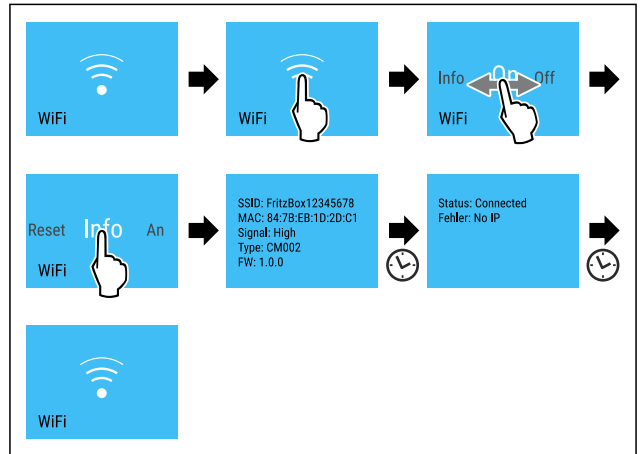 WiFi
WiFi
Info On Off
WiFi
Reset Info An
WiFi
SSID: FritzBox12345678
MAC: 84:7B:EB:1D:2D:C1
Signal: High
Type: CM002
FW: 1.0.0
Status: Connected
Fehler: No IP
WiFi